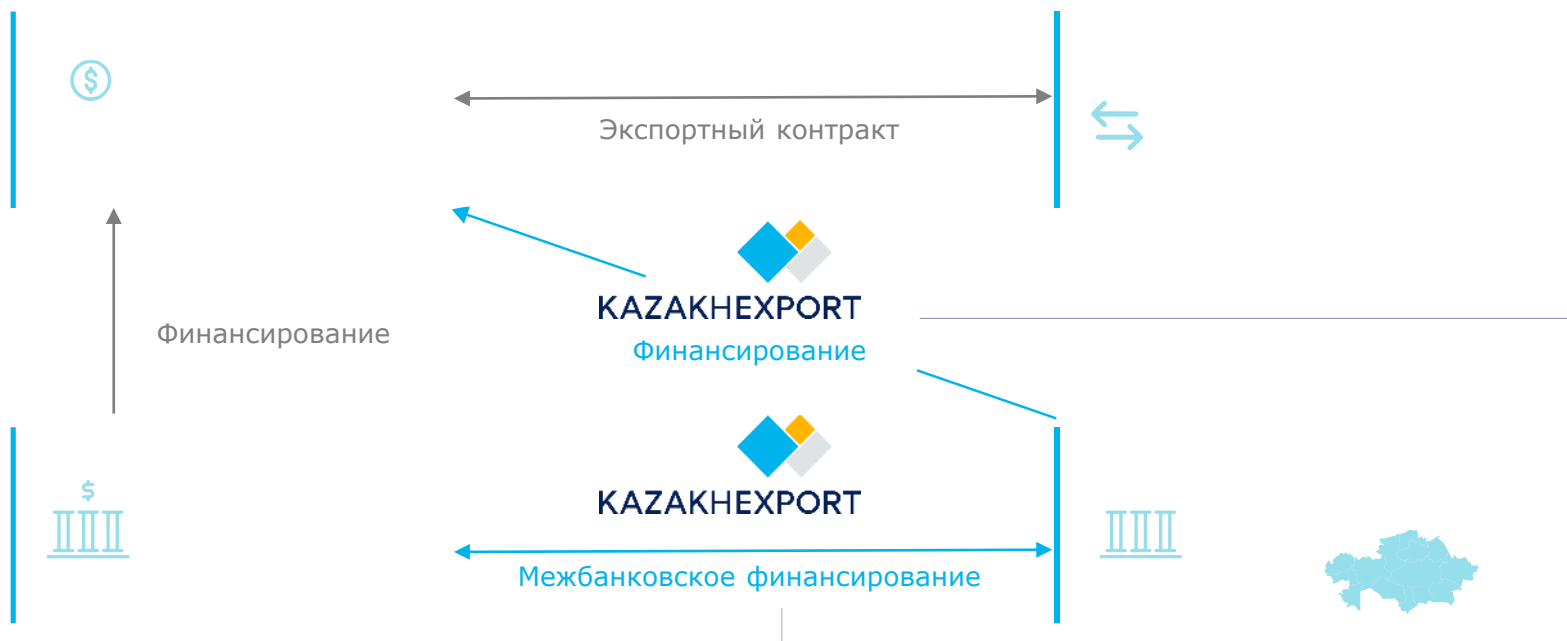 Экспортный контракт
KAZAKHEXPORT
Финансирование
Финансирование
KAZAKHEXPORT
Межбанковское финансирование